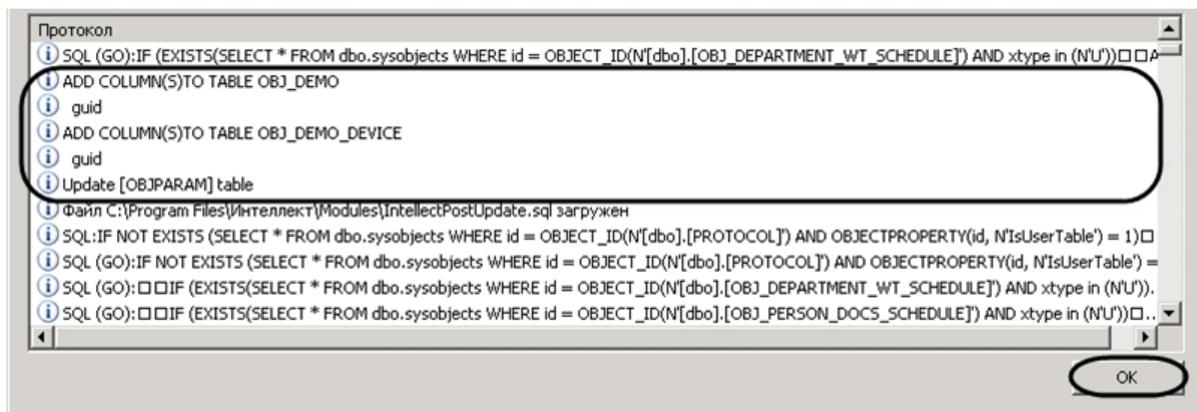 Протокол
SQL (GO):IF (EXISTS(SELECT * FROM dbo.sysobjects WHERE id = OBJECT_ID(N'[dbo].[OBJ_DEPARTMENT_WT_SCHEDULE]') AND xtype in (N'U'))□□A
ADD COLUMN(S)TO TABLE OBJ_DEMO
guid
ADD COLUMN(S)TO TABLE OBJ_DEMO_DEVICE
guid
Update [OBJPARAM] table
Файл C:\Program Files\Интеллект\Modules\IntellectPostUpdate.sql загружен
SQL:IF NOT EXISTS (SELECT * FROM dbo.sysobjects WHERE id = OBJECT_ID(N'[dbo].[PROTOCOL]') AND OBJECTPROPERTY(id, N'IsUserTable') = 1)□
SQL (GO):IF NOT EXISTS (SELECT * FROM dbo.sysobjects WHERE id = OBJECT_ID(N'[dbo].[PROTOCOL]') AND OBJECTPROPERTY(id, N'IsUserTable') =
SQL (GO):□□IF (EXISTS(SELECT * FROM dbo.sysobjects WHERE id = OBJECT_ID(N'[dbo].[OBJ_DEPARTMENT_WT_SCHEDULE]') AND xtype in (N'U')).
SQL (GO):□□IF (EXISTS(SELECT * FROM dbo.sysobjects WHERE id = OBJECT_ID(N'[dbo].[OBJ_PERSON_DOCS_SCHEDULE]') AND xtype in (N'U'))□..
OK